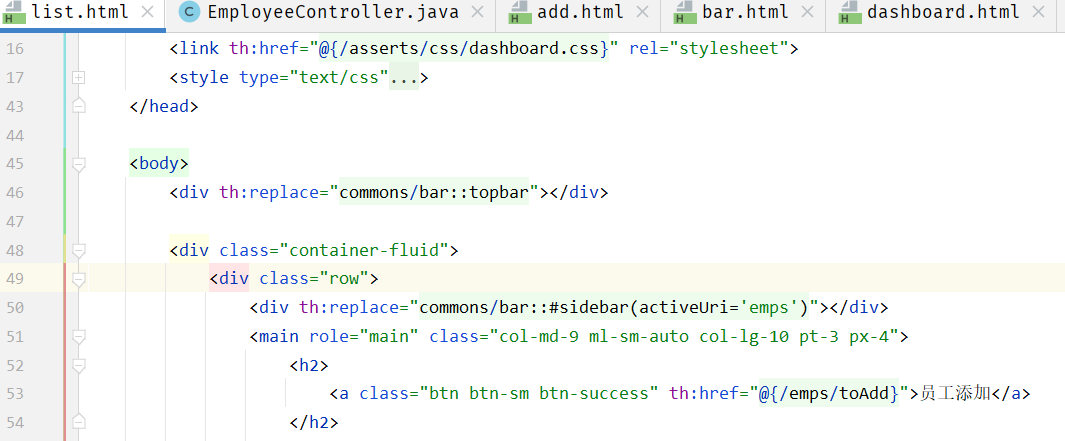 list.html EmployeeController.java add.html bar.html dashboard.html
16 <link th:href="@{/asserts/css/dashboard.css}" rel="stylesheet">
17 <style type="text/css"...>
43 </head>
44
45 <body>
46 <div th:replace="commons/bar::topbar"></div>
47
48 <div class="container-fluid">
49 <div class="row">
50 <div th:replace="commons/bar::#sidebar(activeUri='emps')"></div>
51 <main role="main" class="col-md-9 ml-sm-auto col-lg-10 pt-3 px-4">
52 <h2>
53 <a class="btn btn-sm btn-success" th:href="@{/emps/toAdd}">员工添加</a>
54 </h2>